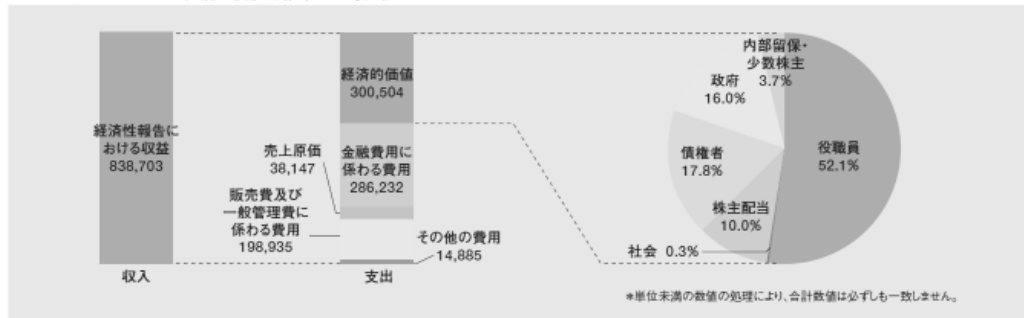 経済性報告に
おける収益
838,703
収入
経済的価値
300,504
金融費用に
係わる費用
286,232
売上原価
38,147
販売費及び
一般管理費に
係わる費用
198,935
その他の費用
14,885
支出
内部留保・
少数株主
3.7%
政府
16.0%
債権者
17.8%
株主配当
10.0%
社会 0.3%
役職員
52.1%
*単位未満の数値の処理により、合計数値は必ずしも一致しません。